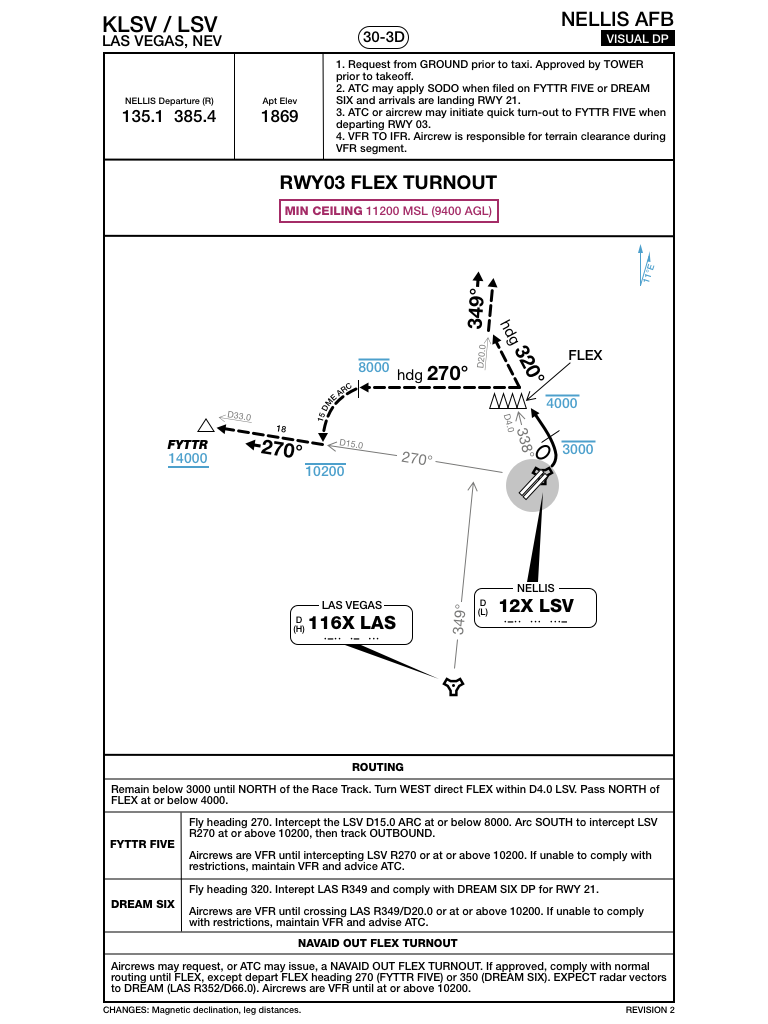 KLSV / LSV
LAS VEGAS, NEV
30-3D
NELLIS AFB
VISUAL DP
NELLIS Departure (R)
135.1 385.4
Apt Elev
1869
1. Request from GROUND prior to taxi. Approved by TOWER
prior to takeoff.
2. ATC may apply SODO when filed on FYTTR FIVE or DREAM
SIX and arrivals are landing RWY 21.
3. ATC or aircrew may initiate quick turn-out to FYTTR FIVE when
departing RWY 03.
4. VFR TO IFR. Aircrew is responsible for terrain clearance during
VFR segment.
RWY03 FLEX TURNOUT
MIN CEILING 11200 MSL (9400 AGL)
11°E
349°
hdg 320°
D20.0
FLEX
8000
hdg 270°
4000
15 DME ARC
D33.0
18
D4.0
338°
FYTTR
14000
270°
D15.0
10200
270°
3000
NELLIS
D
(L)
12X LSV
LAS VEGAS
D
(H)
116X LAS
349°
ROUTING
Remain below 3000 until NORTH of the Race Track. Turn WEST direct FLEX within D4.0 LSV. Pass NORTH of
FLEX at or below 4000.
FYTTR FIVE
Fly heading 270. Intercept the LSV D15.0 ARC at or below 8000. Arc SOUTH to intercept LSV
R270 at or above 10200, then track OUTBOUND.
Aircrews are VFR until intercepting LSV R270 or at or above 10200. If unable to comply with
restrictions, maintain VFR and advice ATC.
DREAM SIX
Fly heading 320. Interept LAS R349 and comply with DREAM SIX DP for RWY 21.
Aircrews are VFR until crossing LAS R349/D20.0 or at or above 10200. If unable to comply
with restrictions, maintain VFR and advise ATC.
NAVAID OUT FLEX TURNOUT
Aircrews may request, or ATC may issue, a NAVAID OUT FLEX TURNOUT. If approved, comply with normal
routing until FLEX, except depart FLEX heading 270 (FYTTR FIVE) or 350 (DREAM SIX). EXPECT radar vectors
to DREAM (LAS R352/D66.0). Aircrews are VFR until at or above 10200.
CHANGES: Magnetic declination, leg distances.
REVISION 2